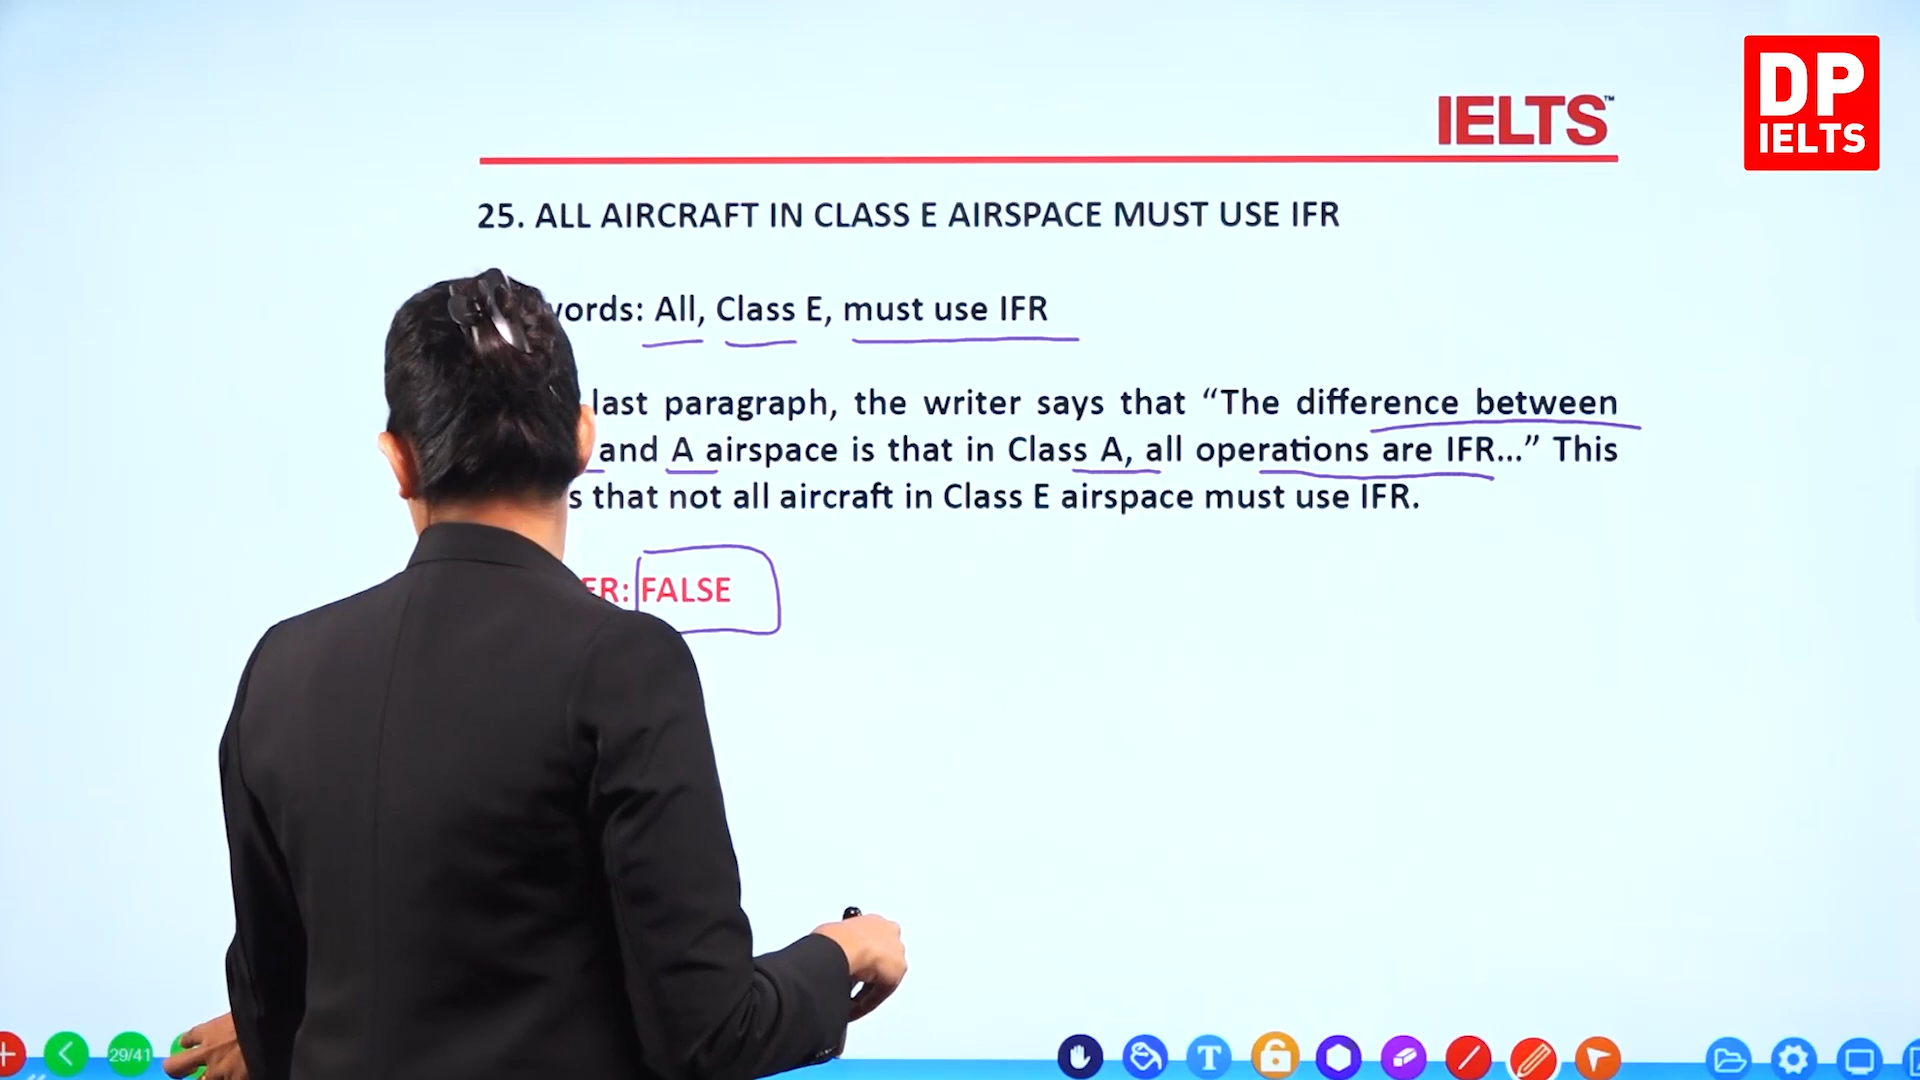 DP
IELTS
IELTS™
25. ALL AIRCRAFT IN CLASS E AIRSPACE MUST USE IFR
words: All, Class E, must use IFR
last paragraph, the writer says that “The difference between
and A airspace is that in Class A, all operations are IFR...” This
that not all aircraft in Class E airspace must use IFR.
FALSE
29/41
T